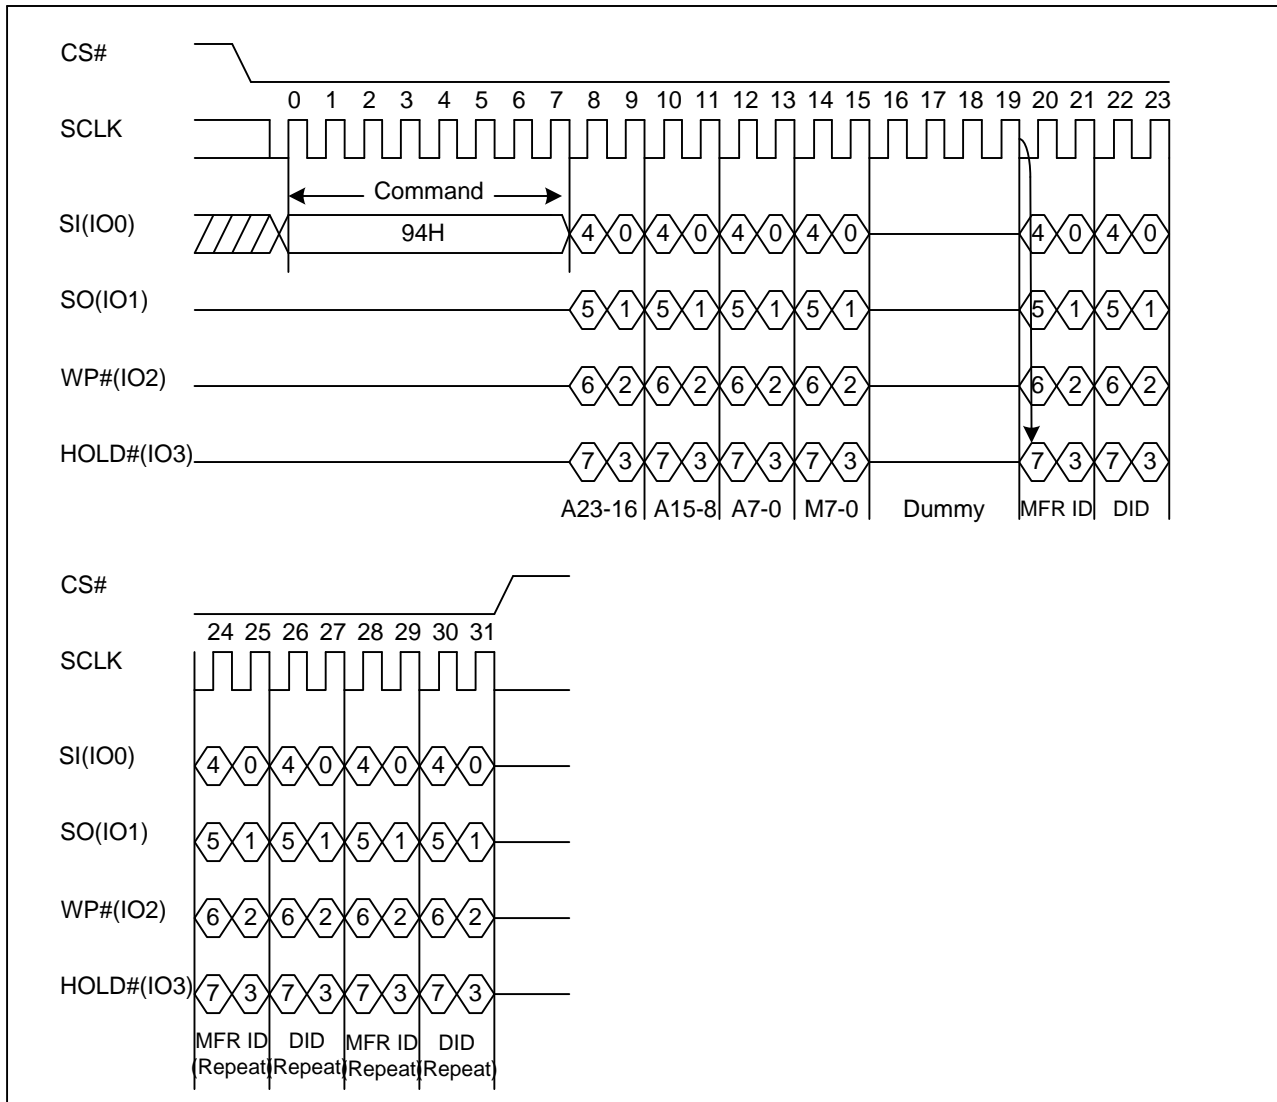 CS#
0 1 2 3 4 5 6 7 8 9 10 11 12 13 14 15 16 17 18 19 20 21 22 23
SCLK
Command
SI(IO0) 94H 4 0 4 0 4 0 4 0 4 0 4 0
SO(IO1) 5 1 5 1 5 1 5 1 5 1 5 1
WP#(IO2) 6 2 6 2 6 2 6 2 6 2 6 2
HOLD#(IO3) 7 3 7 3 7 3 7 3 7 3 7 3
A23-16 A15-8 A7-0 M7-0 Dummy MFR ID DID
CS#
24 25 26 27 28 29 30 31
SCLK
SI(IO0) 4 0 4 0 4 0 4 0
SO(IO1) 5 1 5 1 5 1 5 1
WP#(IO2) 6 2 6 2 6 2 6 2
HOLD#(IO3) 7 3 7 3 7 3 7 3
MFR ID DID MFR ID DID
(Repeat) (Repeat) (Repeat) (Repeat)